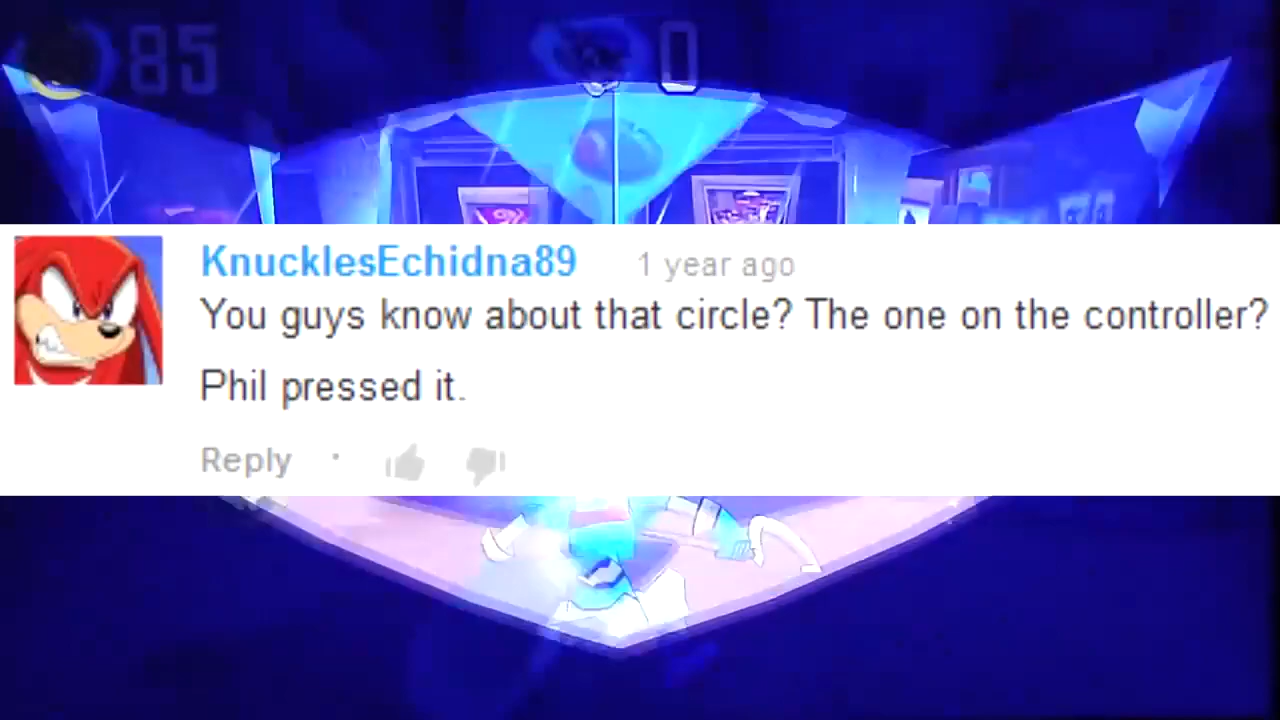 85 0
KnucklesEchidna89 1 year ago
You guys know about that circle? The one on the controller?
Phil pressed it.
Reply ·